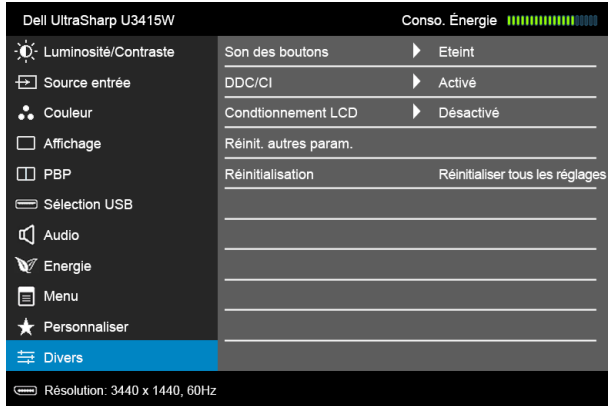 Dell UltraSharp U3415W Conso. Énergie
Luminosité/Contraste Son des boutons Eteint
Source entrée DDC/CI Activé
Couleur Condtionnement LCD Désactivé
Affichage Réinit. autres param.
PBP Réinitialisation Réinitialiser tous les réglages
Sélection USB
Audio
Energie
Menu
Personnaliser
Divers
Résolution: 3440 x 1440, 60Hz